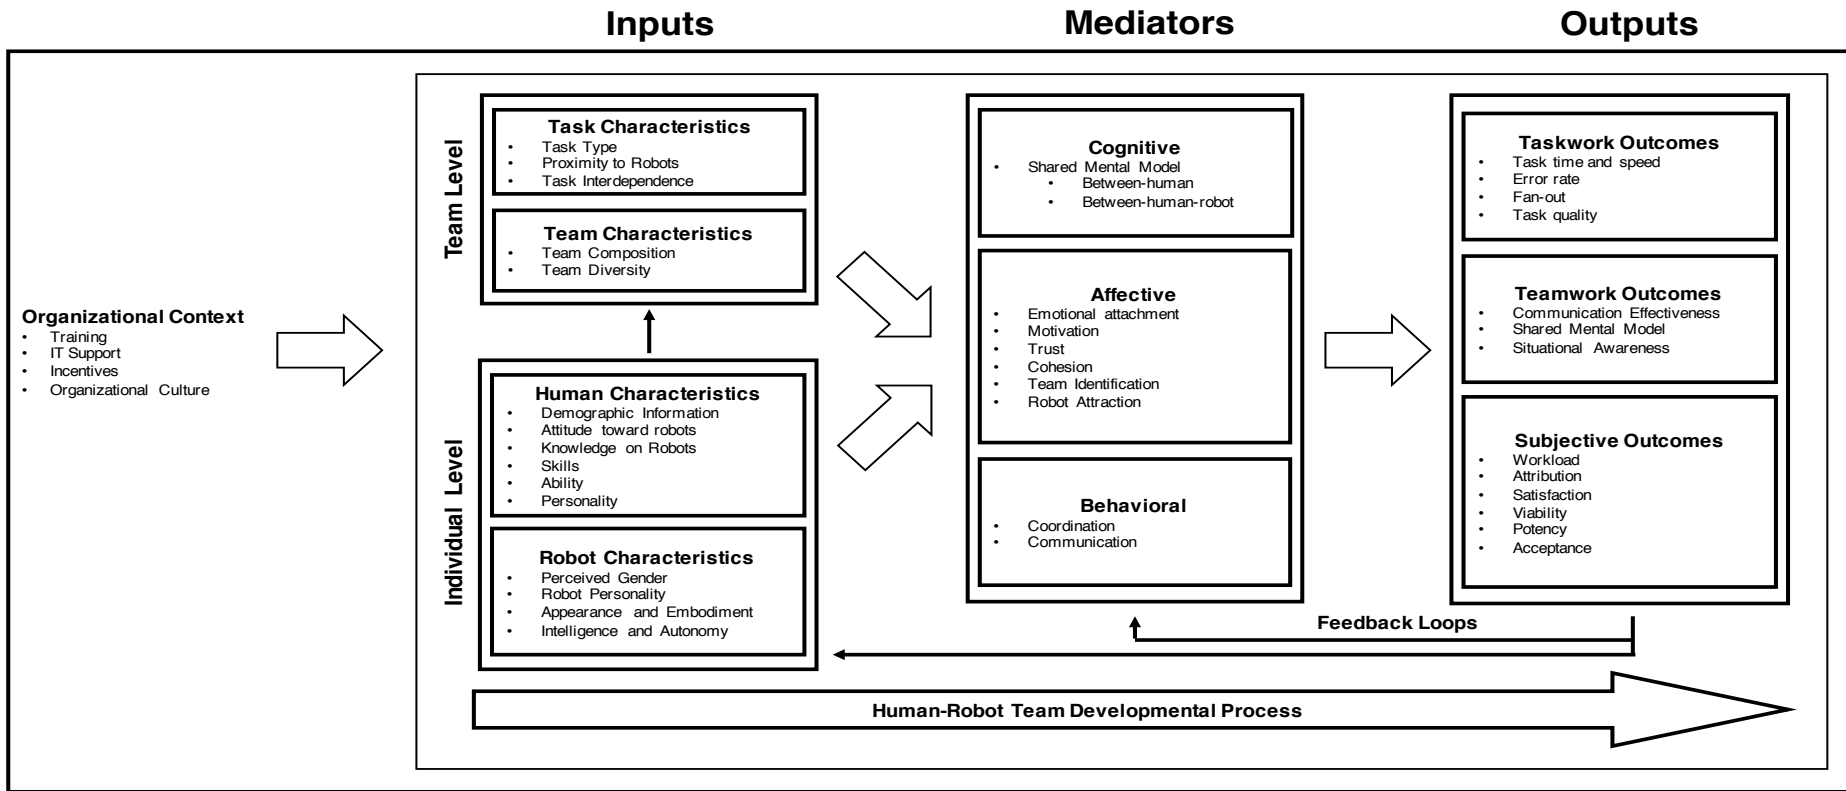 Inputs
Mediators
Outputs
Organizational Context
• Training
• IT Support
• Incentives
• Organizational Culture
Team Level
Task Characteristics
• Task Type
• Proximity to Robots
• Task Interdependence
Team Characteristics
• Team Composition
• Team Diversity
Individual Level
Human Characteristics
• Demographic Information
• Attitude toward robots
• Knowledge on Robots
• Skills
• Ability
• Personality
Robot Characteristics
• Perceived Gender
• Robot Personality
• Appearance and Embodiment
• Intelligence and Autonomy
Cognitive
• Shared Mental Model
• Between-human
• Between-human-robot
Affective
• Emotional attachment
• Motivation
• Trust
• Cohesion
• Team Identification
• Robot Attraction
Behavioral
• Coordination
• Communication
Taskwork Outcomes
• Task time and speed
• Error rate
• Fan-out
• Task quality
Teamwork Outcomes
• Communication Effectiveness
• Shared Mental Model
• Situational Awareness
Subjective Outcomes
• Workload
• Attribution
• Satisfaction
• Viability
• Potency
• Acceptance
Feedback Loops
Human-Robot Team Developmental Process